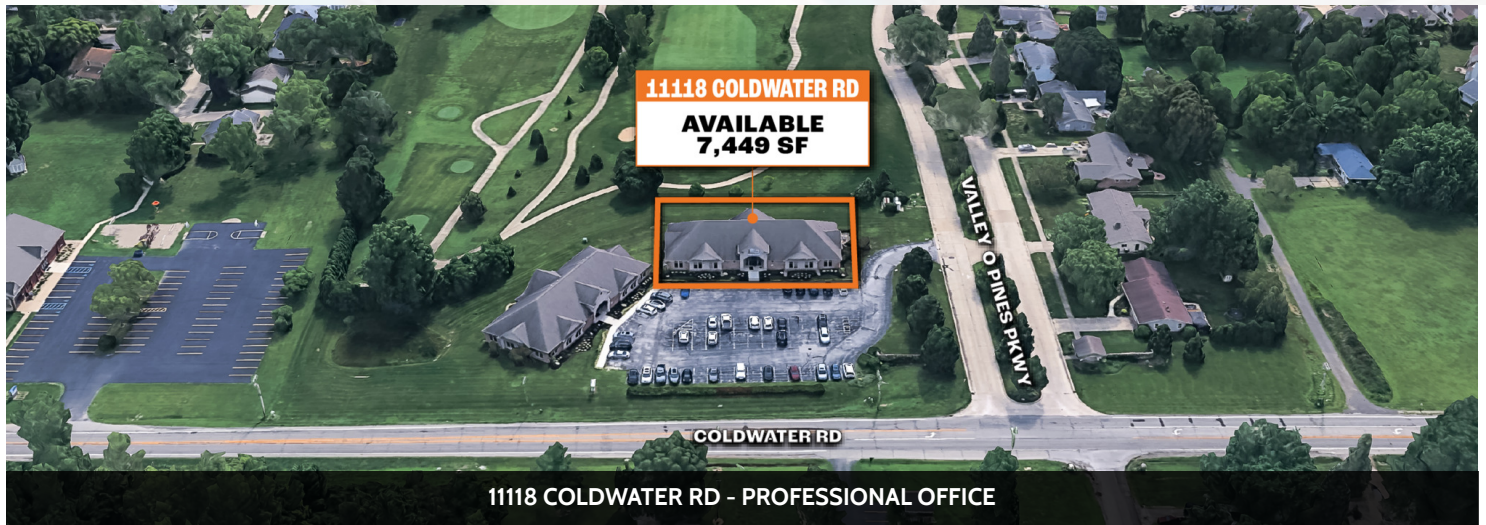 11118 COLDWATER RD
AVAILABLE
7,449 SF
VALLEY O PINES PKWY
COLDWATER RD
11118 COLDWATER RD - PROFESSIONAL OFFICE